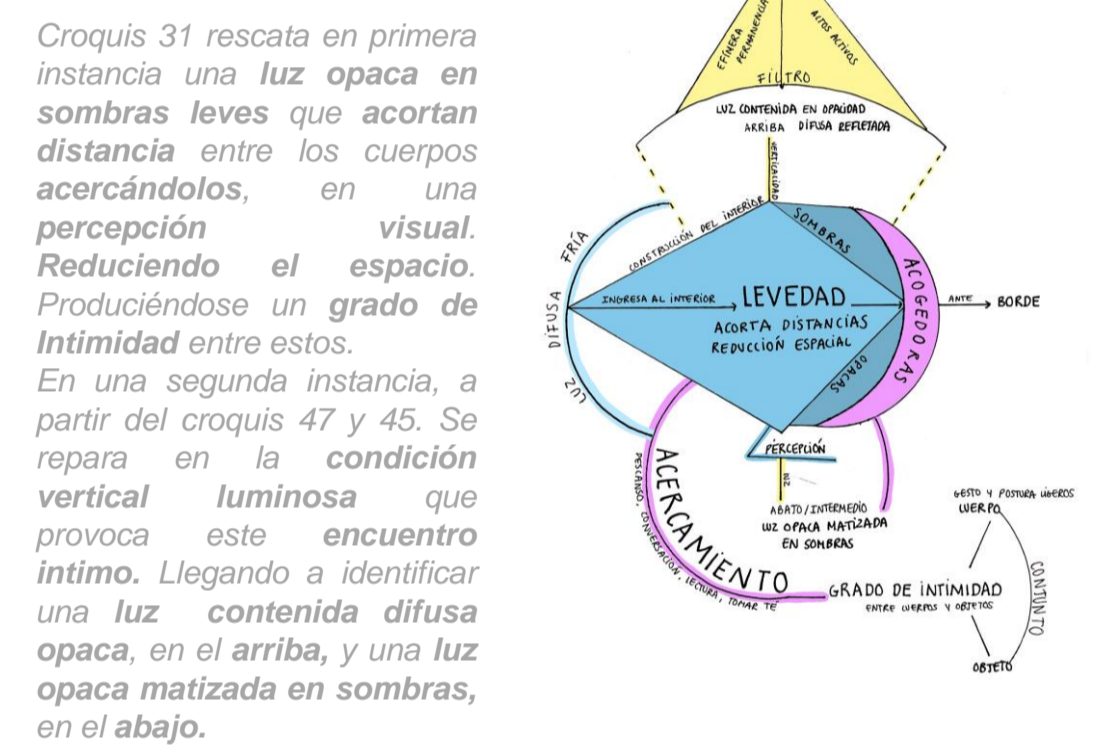 Croquis 31 rescata en primera
instancia una luz opaca en
sombras leves que acortan
distancia entre los cuerpos
acercándolos, en una
percepción visual.
Reduciendo el espacio.
Produciéndose un grado de
Intimidad entre estos.
En una segunda instancia, a
partir del croquis 47 y 45. Se
repara en la condición
vertical luminosa que
provoca este encuentro
intimo. Llegando a identificar
una luz contenida difusa
opaca, en el arriba, y una luz
opaca matizada en sombras,
en el abajo.
EFÍMERA
PERMANENCIA
ALTOS ACTIVOS
FILTRO
LUZ CONTENIDA EN OPACIDAD
ARRIBA DIFUSA REFLETADA
VERTICALIDAD
CONSTRUCCIÓN DEL INTERIOR
SOMBRAS
LUZ DIFUSA FRÍA
INGRESA AL INTERIOR
LEVEDAD
ACORTA DISTANCIAS
REDUCCIÓN ESPACIAL
OPACAS
ACOGEDORAS
ANTE
BORDE
PERCEPCIÓN
LUZ
ABAJO/INTERMEDIO
LUZ OPACA MATIZADA
EN SOMBRAS
ACERCAMIENTO
DESCANSO, CONVERSACIÓN, LECTURA, TOMAR TÉ
GRADO DE INTIMIDAD
ENTRE CUERPOS Y OBJETOS
GESTO Y POSTURA LIGEROS
CUERPO
CONJUNTO
OBJETO